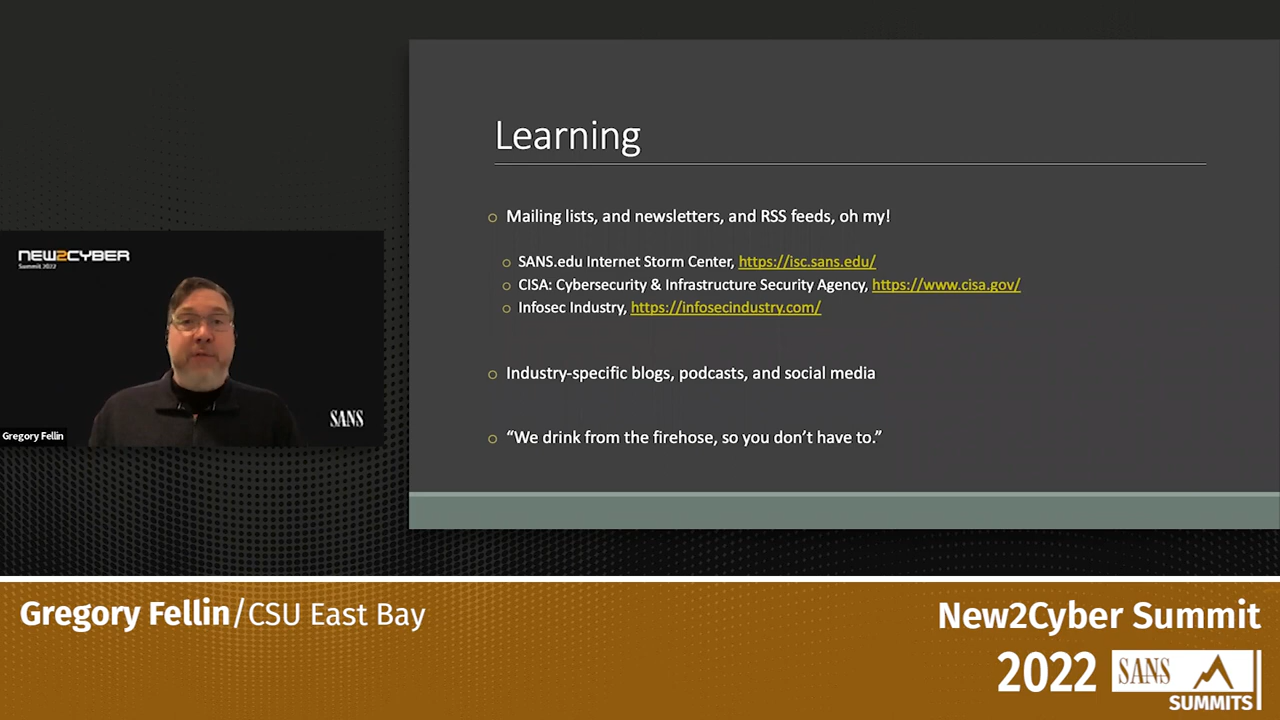 Learning
Mailing lists, and newsletters, and RSS feeds, oh my!
SANS.edu Internet Storm Center, https://isc.sans.edu/
CISA: Cybersecurity & Infrastructure Security Agency, https://www.cisa.gov/
Infosec Industry, https://infosecindustry.com/
Industry-specific blogs, podcasts, and social media
“We drink from the firehose, so you don’t have to.”
NEW2CYBER
Summit 2022
SANS
Gregory Fellin
Gregory Fellin/CSU East Bay
New2Cyber Summit
2022
SANS
SUMMITS